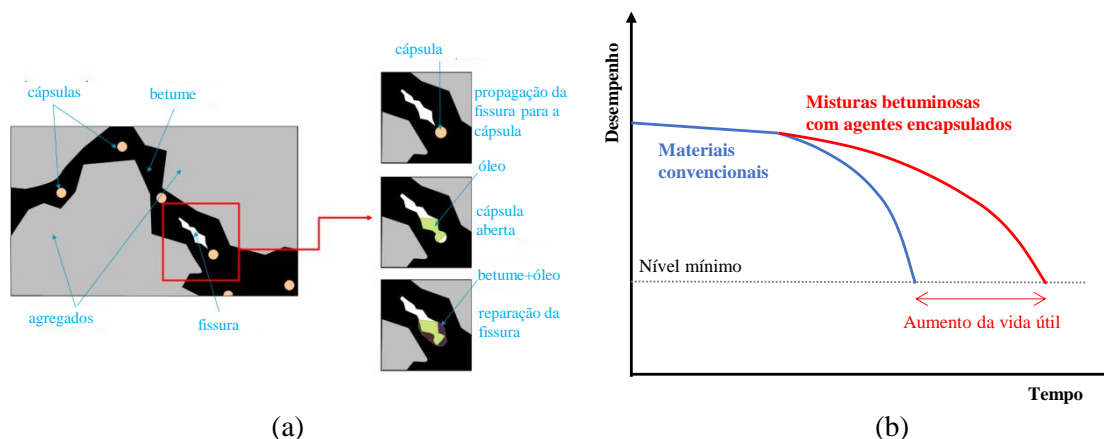 cápsulas
betume
agregados
fissura
cápsula
propagação da
fissura para a
cápsula
óleo
cápsula
aberta
betume+óleo
reparação da
fissura
(a)
Desempenho
Misturas betuminosas
com agentes encapsulados
Materiais
convencionais
Nível mínimo
Aumento da vida útil
Tempo
(b)